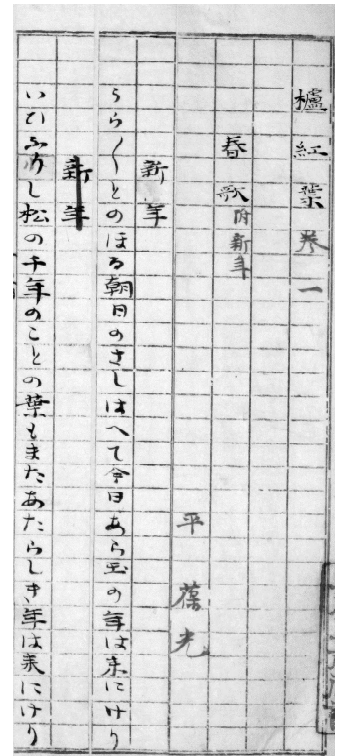 櫨紅葉巻一
春歌附新年
平葆光
新年
うら〳〵とのほる朝日のさしはへて今日あら玉の年は来にけり
新年
いひふりし松の千年のことの葉もまたあたらしき年は来にけり